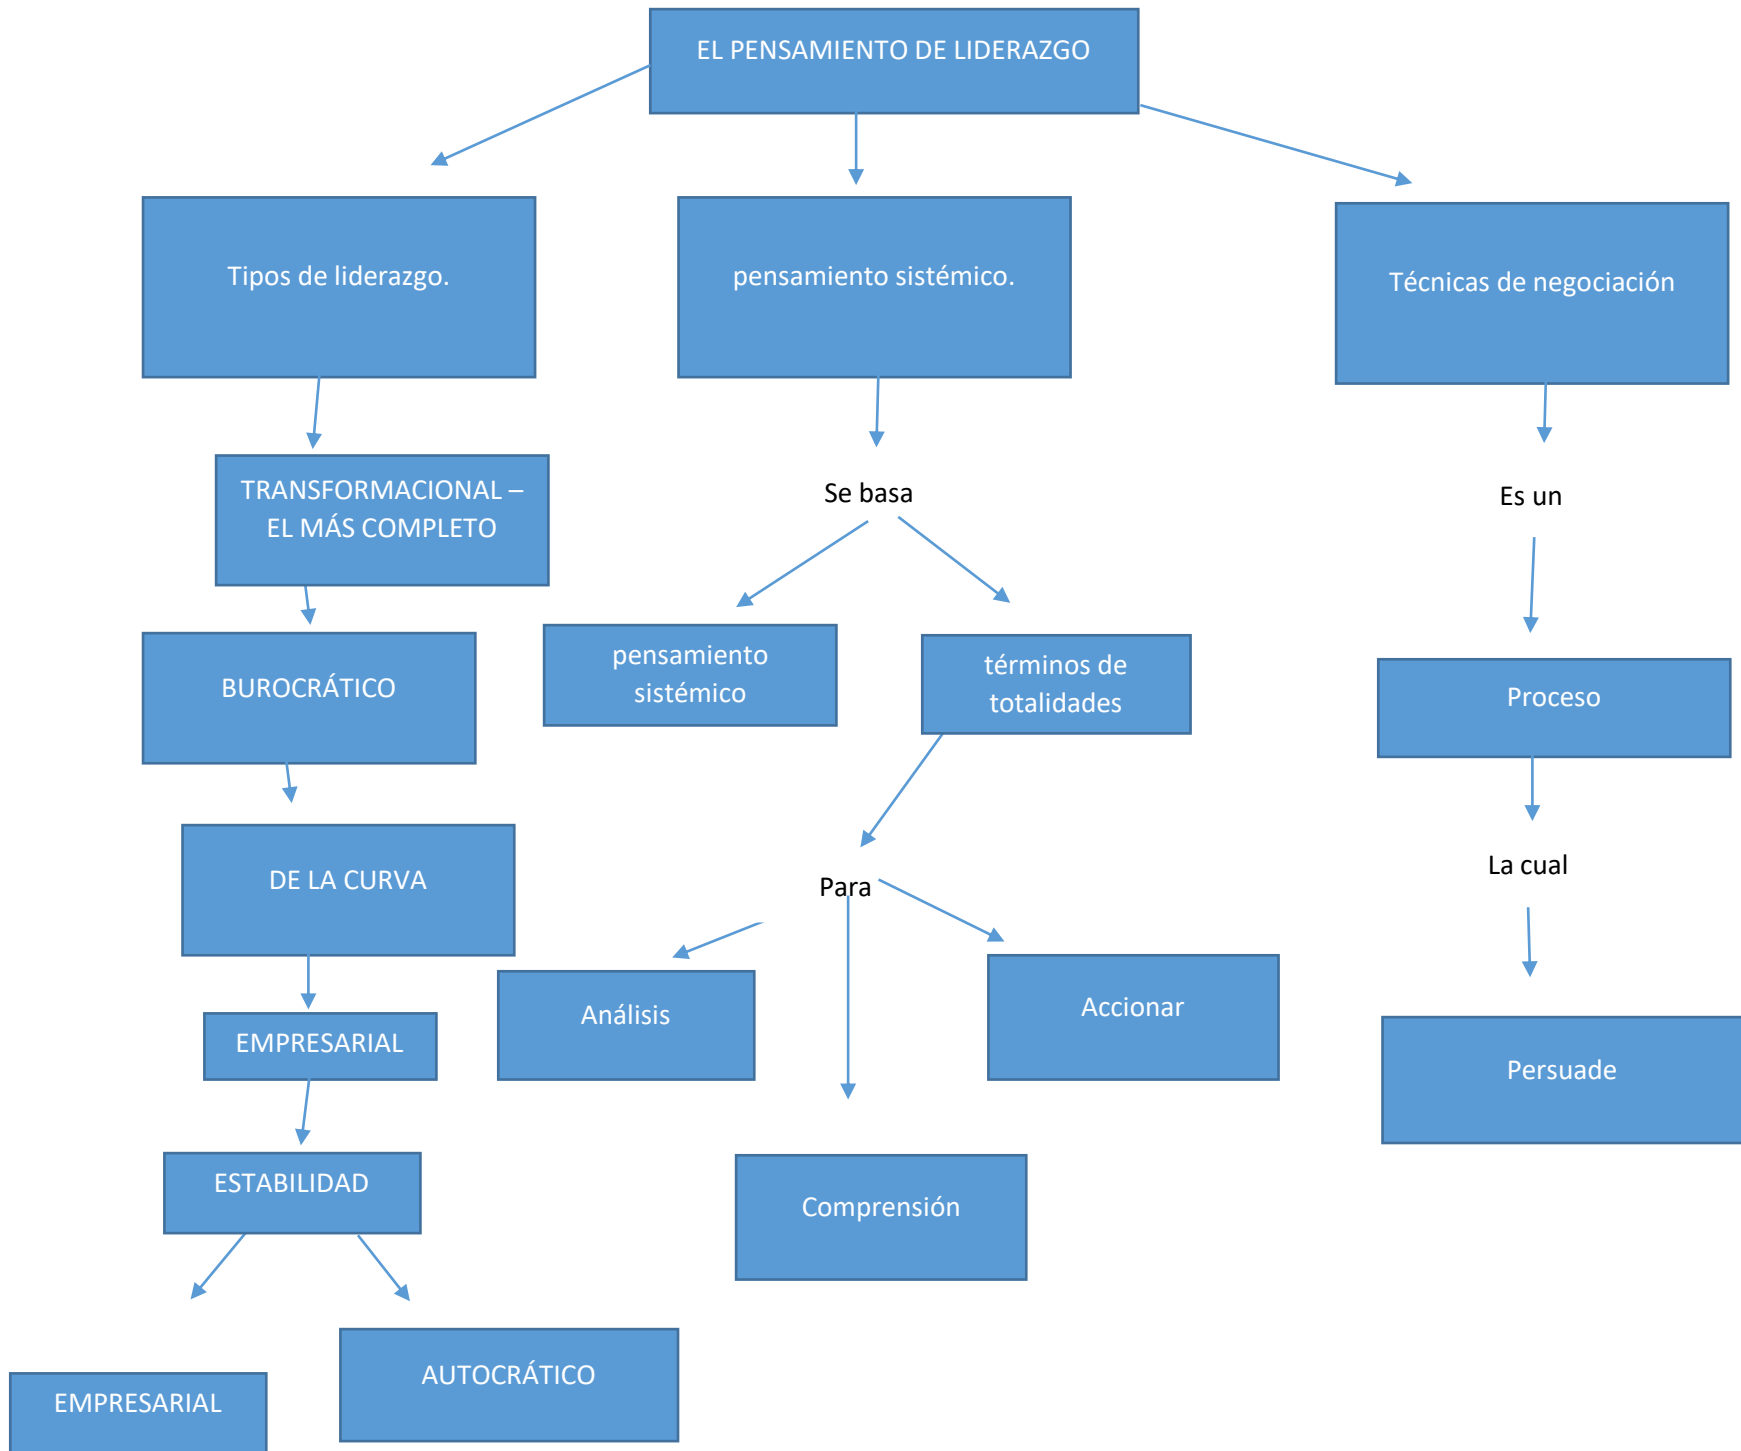 EL PENSAMIENTO DE LIDERAZGO
Tipos de liderazgo.
pensamiento sistémico.
Técnicas de negociación
TRANSFORMACIONAL –
EL MÁS COMPLETO
Se basa
Es un
BUROCRÁTICO
pensamiento
sistémico
términos de
totalidades
Proceso
DE LA CURVA
Para
La cual
EMPRESARIAL
Análisis
Accionar
Persuade
ESTABILIDAD
Comprensión
AUTOCRÁTICO
EMPRESARIAL